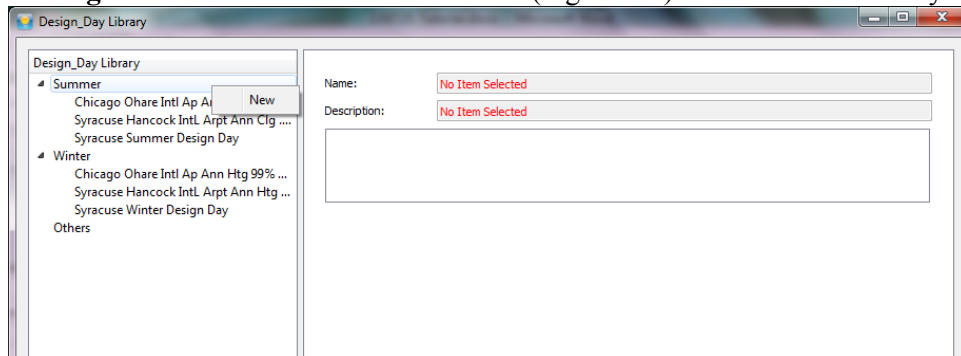 Design_Day Library
Design_Day Library
Summer
Chicago Ohare Intl Ap
New
Syracuse Hancock IntL Arpt Ann Clg ....
Syracuse Summer Design Day
Winter
Chicago Ohare Intl Ap Ann Htg 99% ...
Syracuse Hancock IntL Arpt Ann Htg ...
Syracuse Winter Design Day
Others
Name:
No Item Selected
Description:
No Item Selected